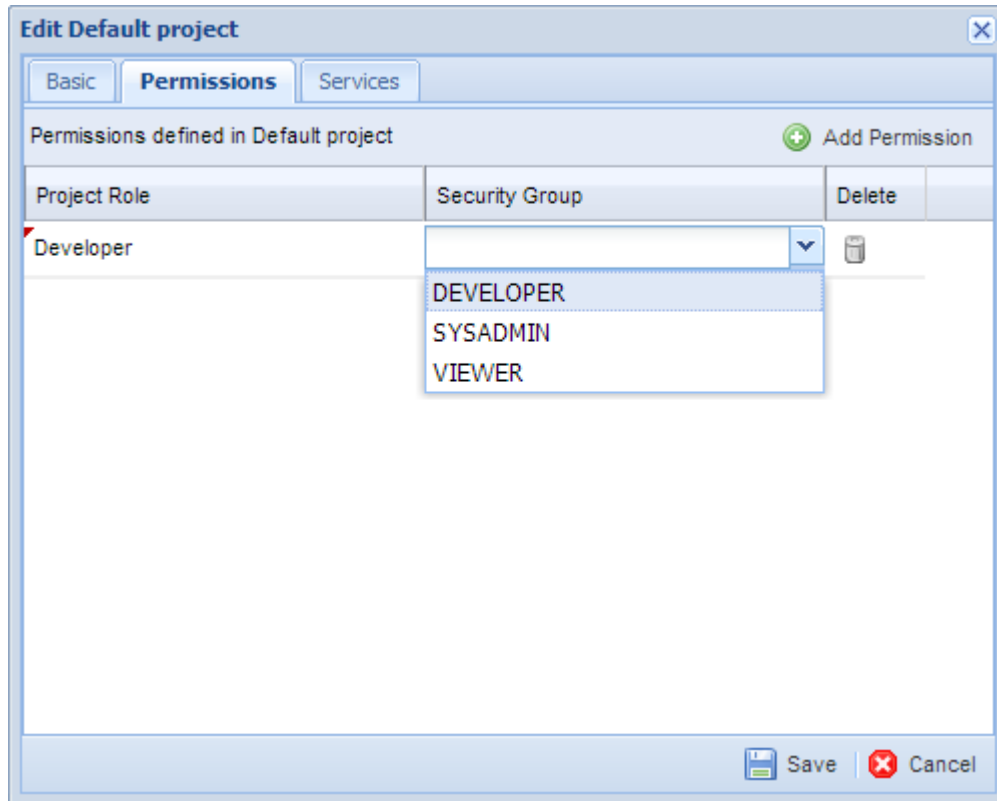 Edit Default project
Basic Permissions Services
Permissions defined in Default project Add Permission
Project Role Security Group Delete
Developer
DEVELOPER
SYSADMIN
VIEWER
Save Cancel